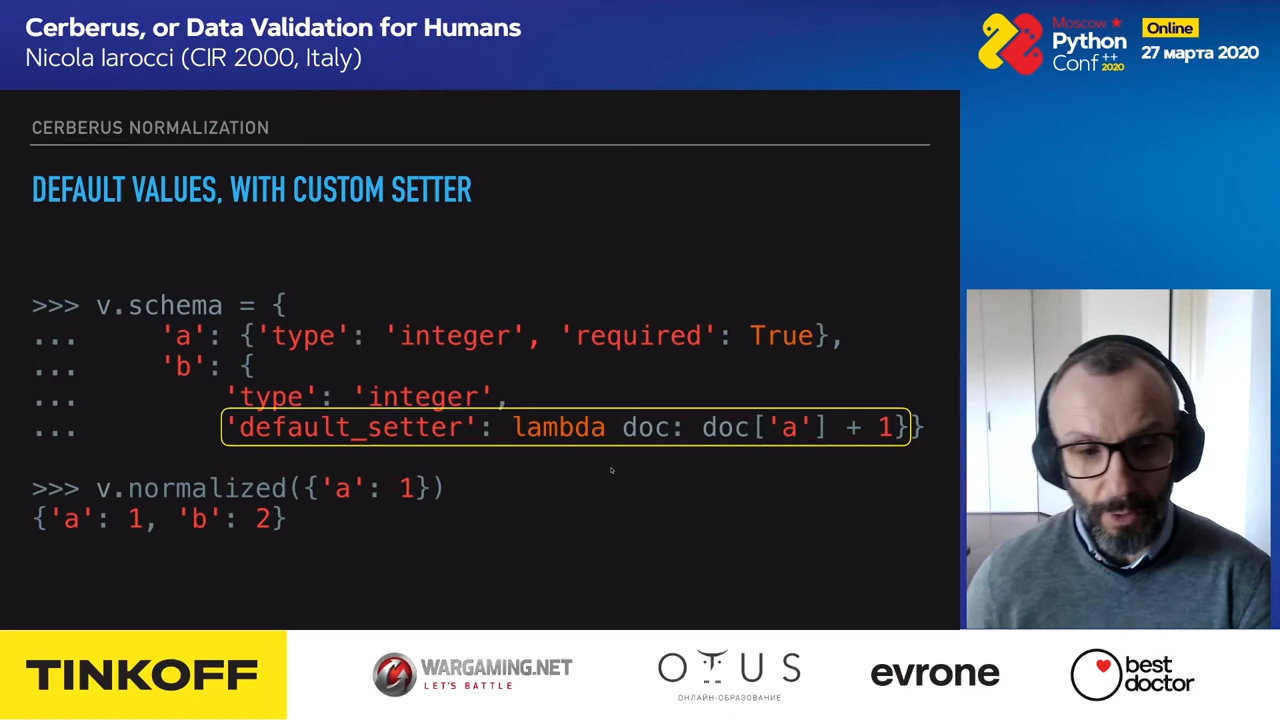 Cerberus, or Data Validation for Humans
Nicola Iarocci (CIR 2000, Italy)
Moscow
Python
Conf ++
2020
Online
27 марта 2020
CERBERUS NORMALIZATION
DEFAULT VALUES, WITH CUSTOM SETTER
>>> v.schema = {
... 'a': {'type': 'integer', 'required': True},
... 'b': {
... 'type': 'integer',
... 'default_setter': lambda doc: doc['a'] + 1}}
>>> v.normalized({'a': 1})
{'a': 1, 'b': 2}
TINKOFF
WARGAMING.NET
LET'S BATTLE
OTUS
ОНЛАЙН-ОБРАЗОВАНИЕ
evrone
best
doctor